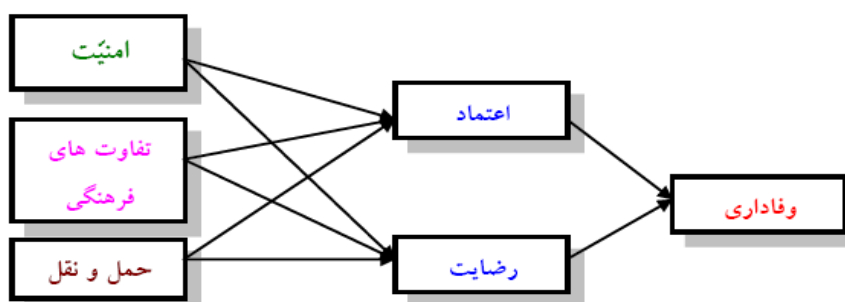 امنیّت
تفاوت های
فرهنگی
حمل و نقل
اعتماد
رضایت
وفاداری